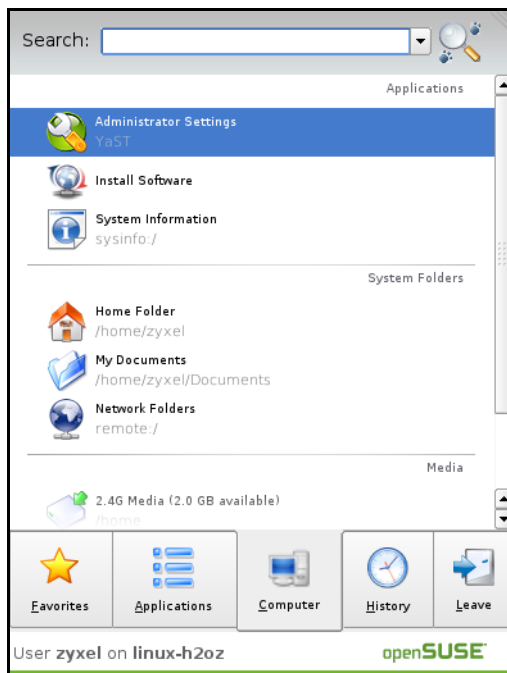 Search:
Applications
Administrator Settings
YaST
Install Software
System Information
sysinfo:/
System Folders
Home Folder
/home/zyxel
My Documents
/home/zyxel/Documents
Network Folders
remote:/
Media
2.4G Media (2.0 GB available)
/home
Favorites
Applications
Computer
History
Leave
User zyxel on linux-h2oz
openSUSE